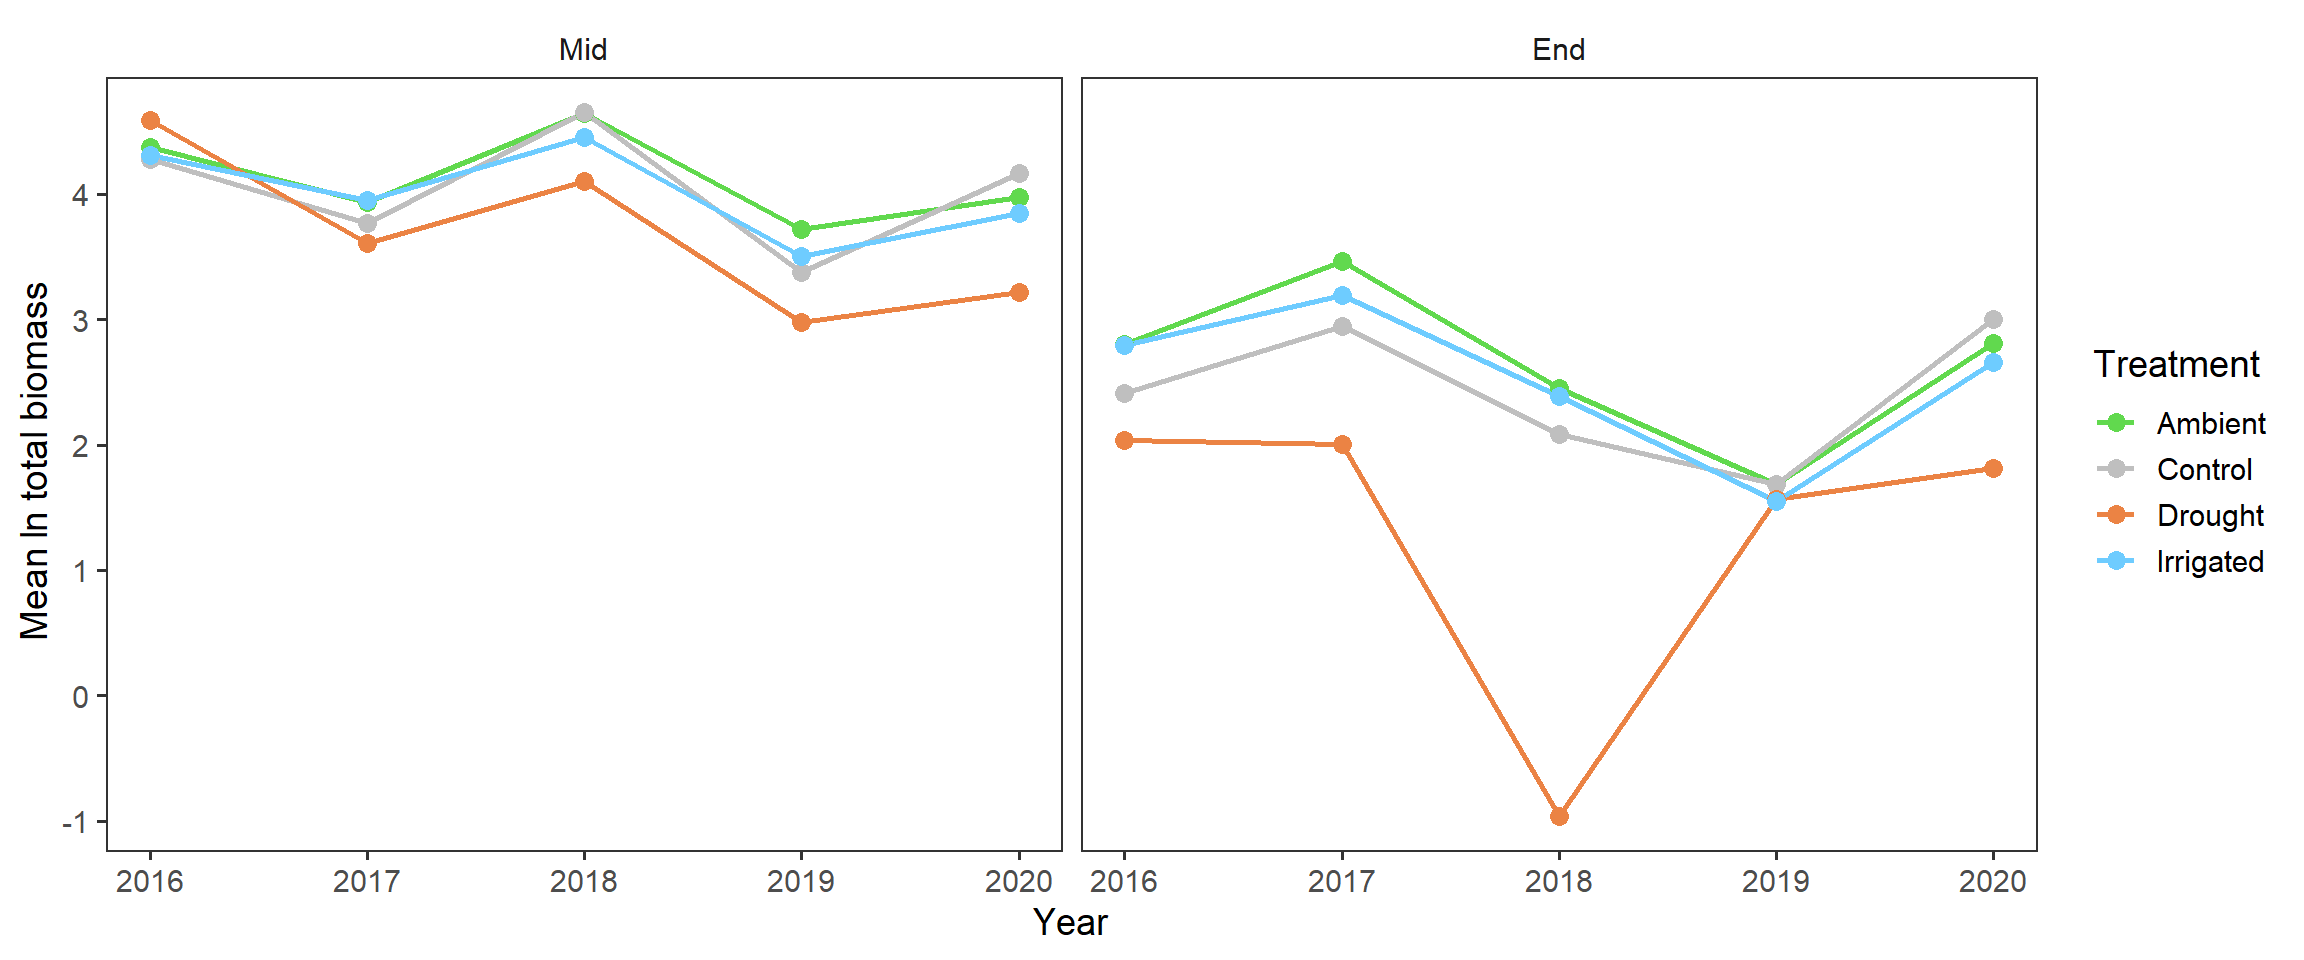 Mid
End
Mean ln total biomass
4
3
2
1
0
-1
2016 2017 2018 2019 2020
2016 2017 2018 2019 2020
Year
Treatment
Ambient
Control
Drought
Irrigated